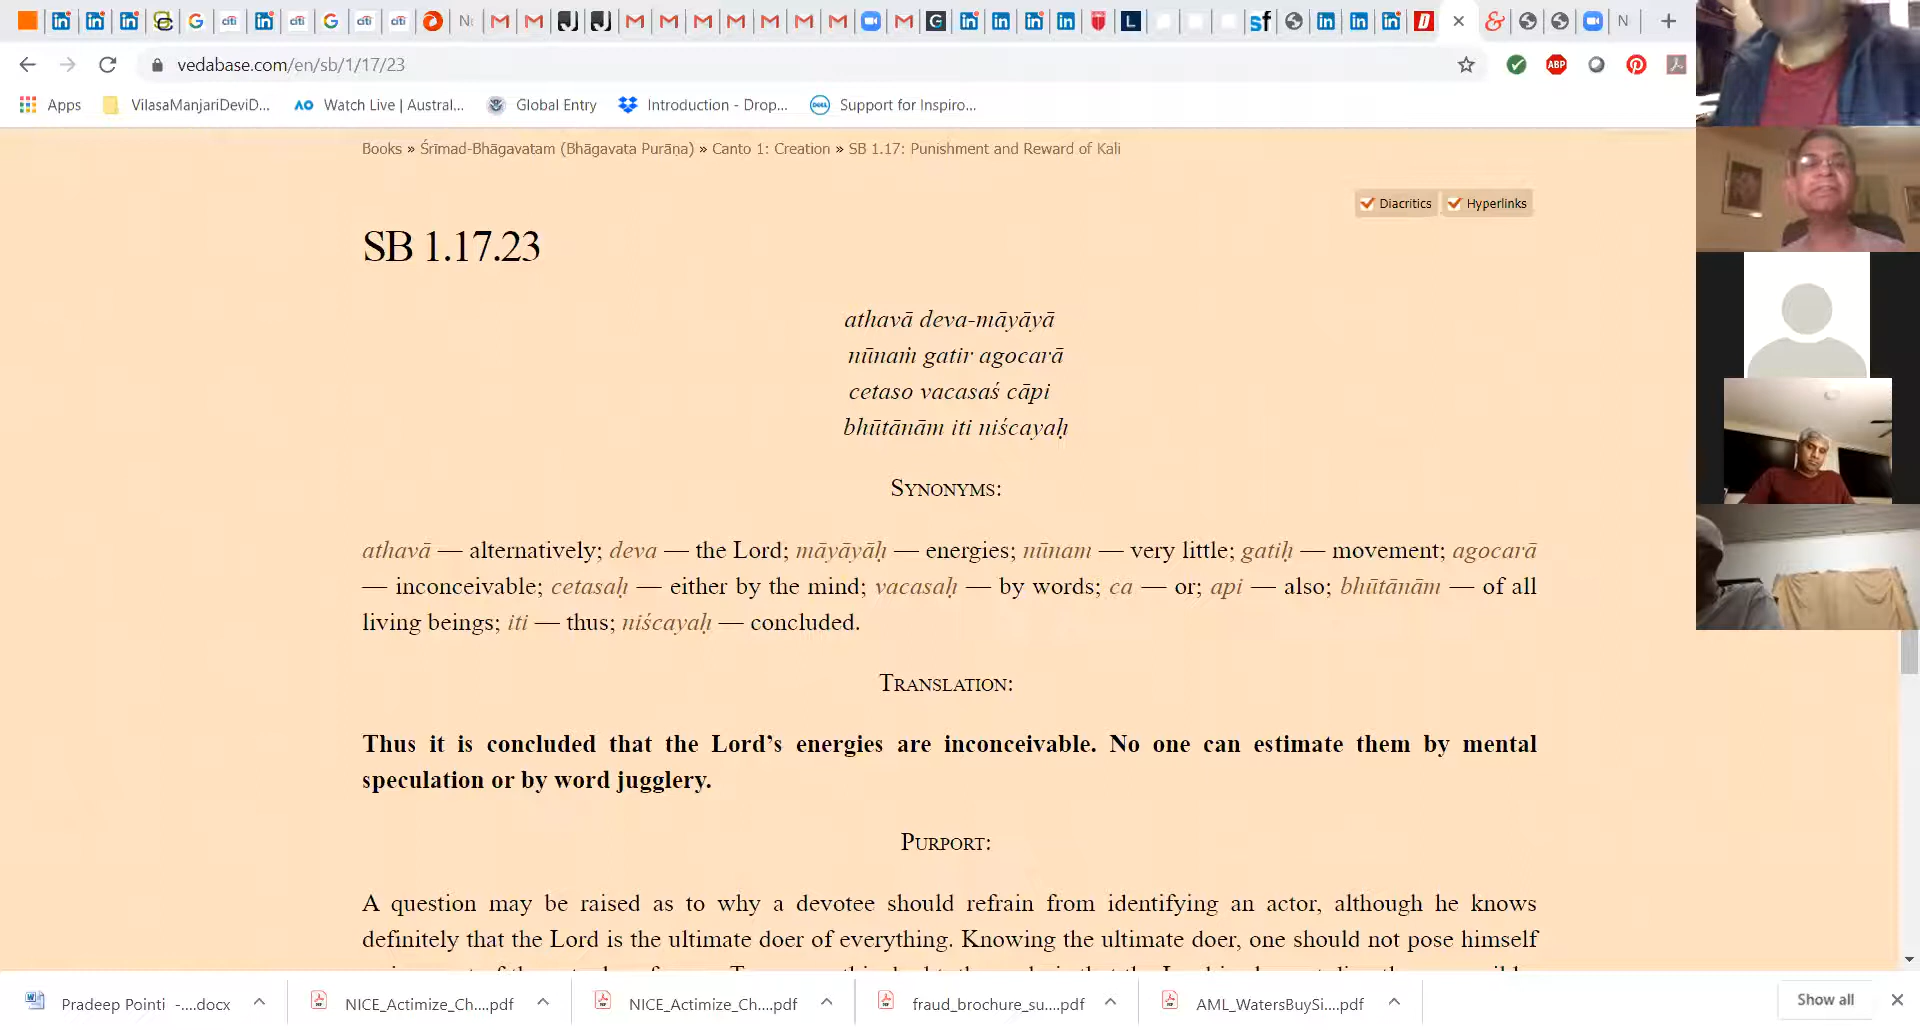 vedabase.com/en/sb/1/17/23
Apps VilasaManjariDeviD... Watch Live | Austral... Global Entry Introduction - Drop... Support for Inspiro...
Books » Śrīmad-Bhāgavatam (Bhāgavata Purāṇa) » Canto 1: Creation » SB 1.17: Punishment and Reward of Kali
Diacritics Hyperlinks
SB 1.17.23
athavā deva-māyāyā
nūnaṁ gatir agocarā
cetaso vacasaś cāpi
bhūtānām iti niścayaḥ
Synonyms:
athavā — alternatively; deva — the Lord; māyāyāḥ — energies; nūnam — very little; gatiḥ — movement; agocarā
— inconceivable; cetasaḥ — either by the mind; vacasaḥ — by words; ca — or; api — also; bhūtānām — of all
living beings; iti — thus; niścayaḥ — concluded.
Translation:
Thus it is concluded that the Lord’s energies are inconceivable. No one can estimate them by mental
speculation or by word jugglery.
Purport:
A question may be raised as to why a devotee should refrain from identifying an actor, although he knows
definitely that the Lord is the ultimate doer of everything. Knowing the ultimate doer, one should not pose himself
Pradeep Pointi -....docx NICE_Actimize_Ch....pdf NICE_Actimize_Ch....pdf fraud_brochure_su....pdf AML_WatersBuySi....pdf Show all